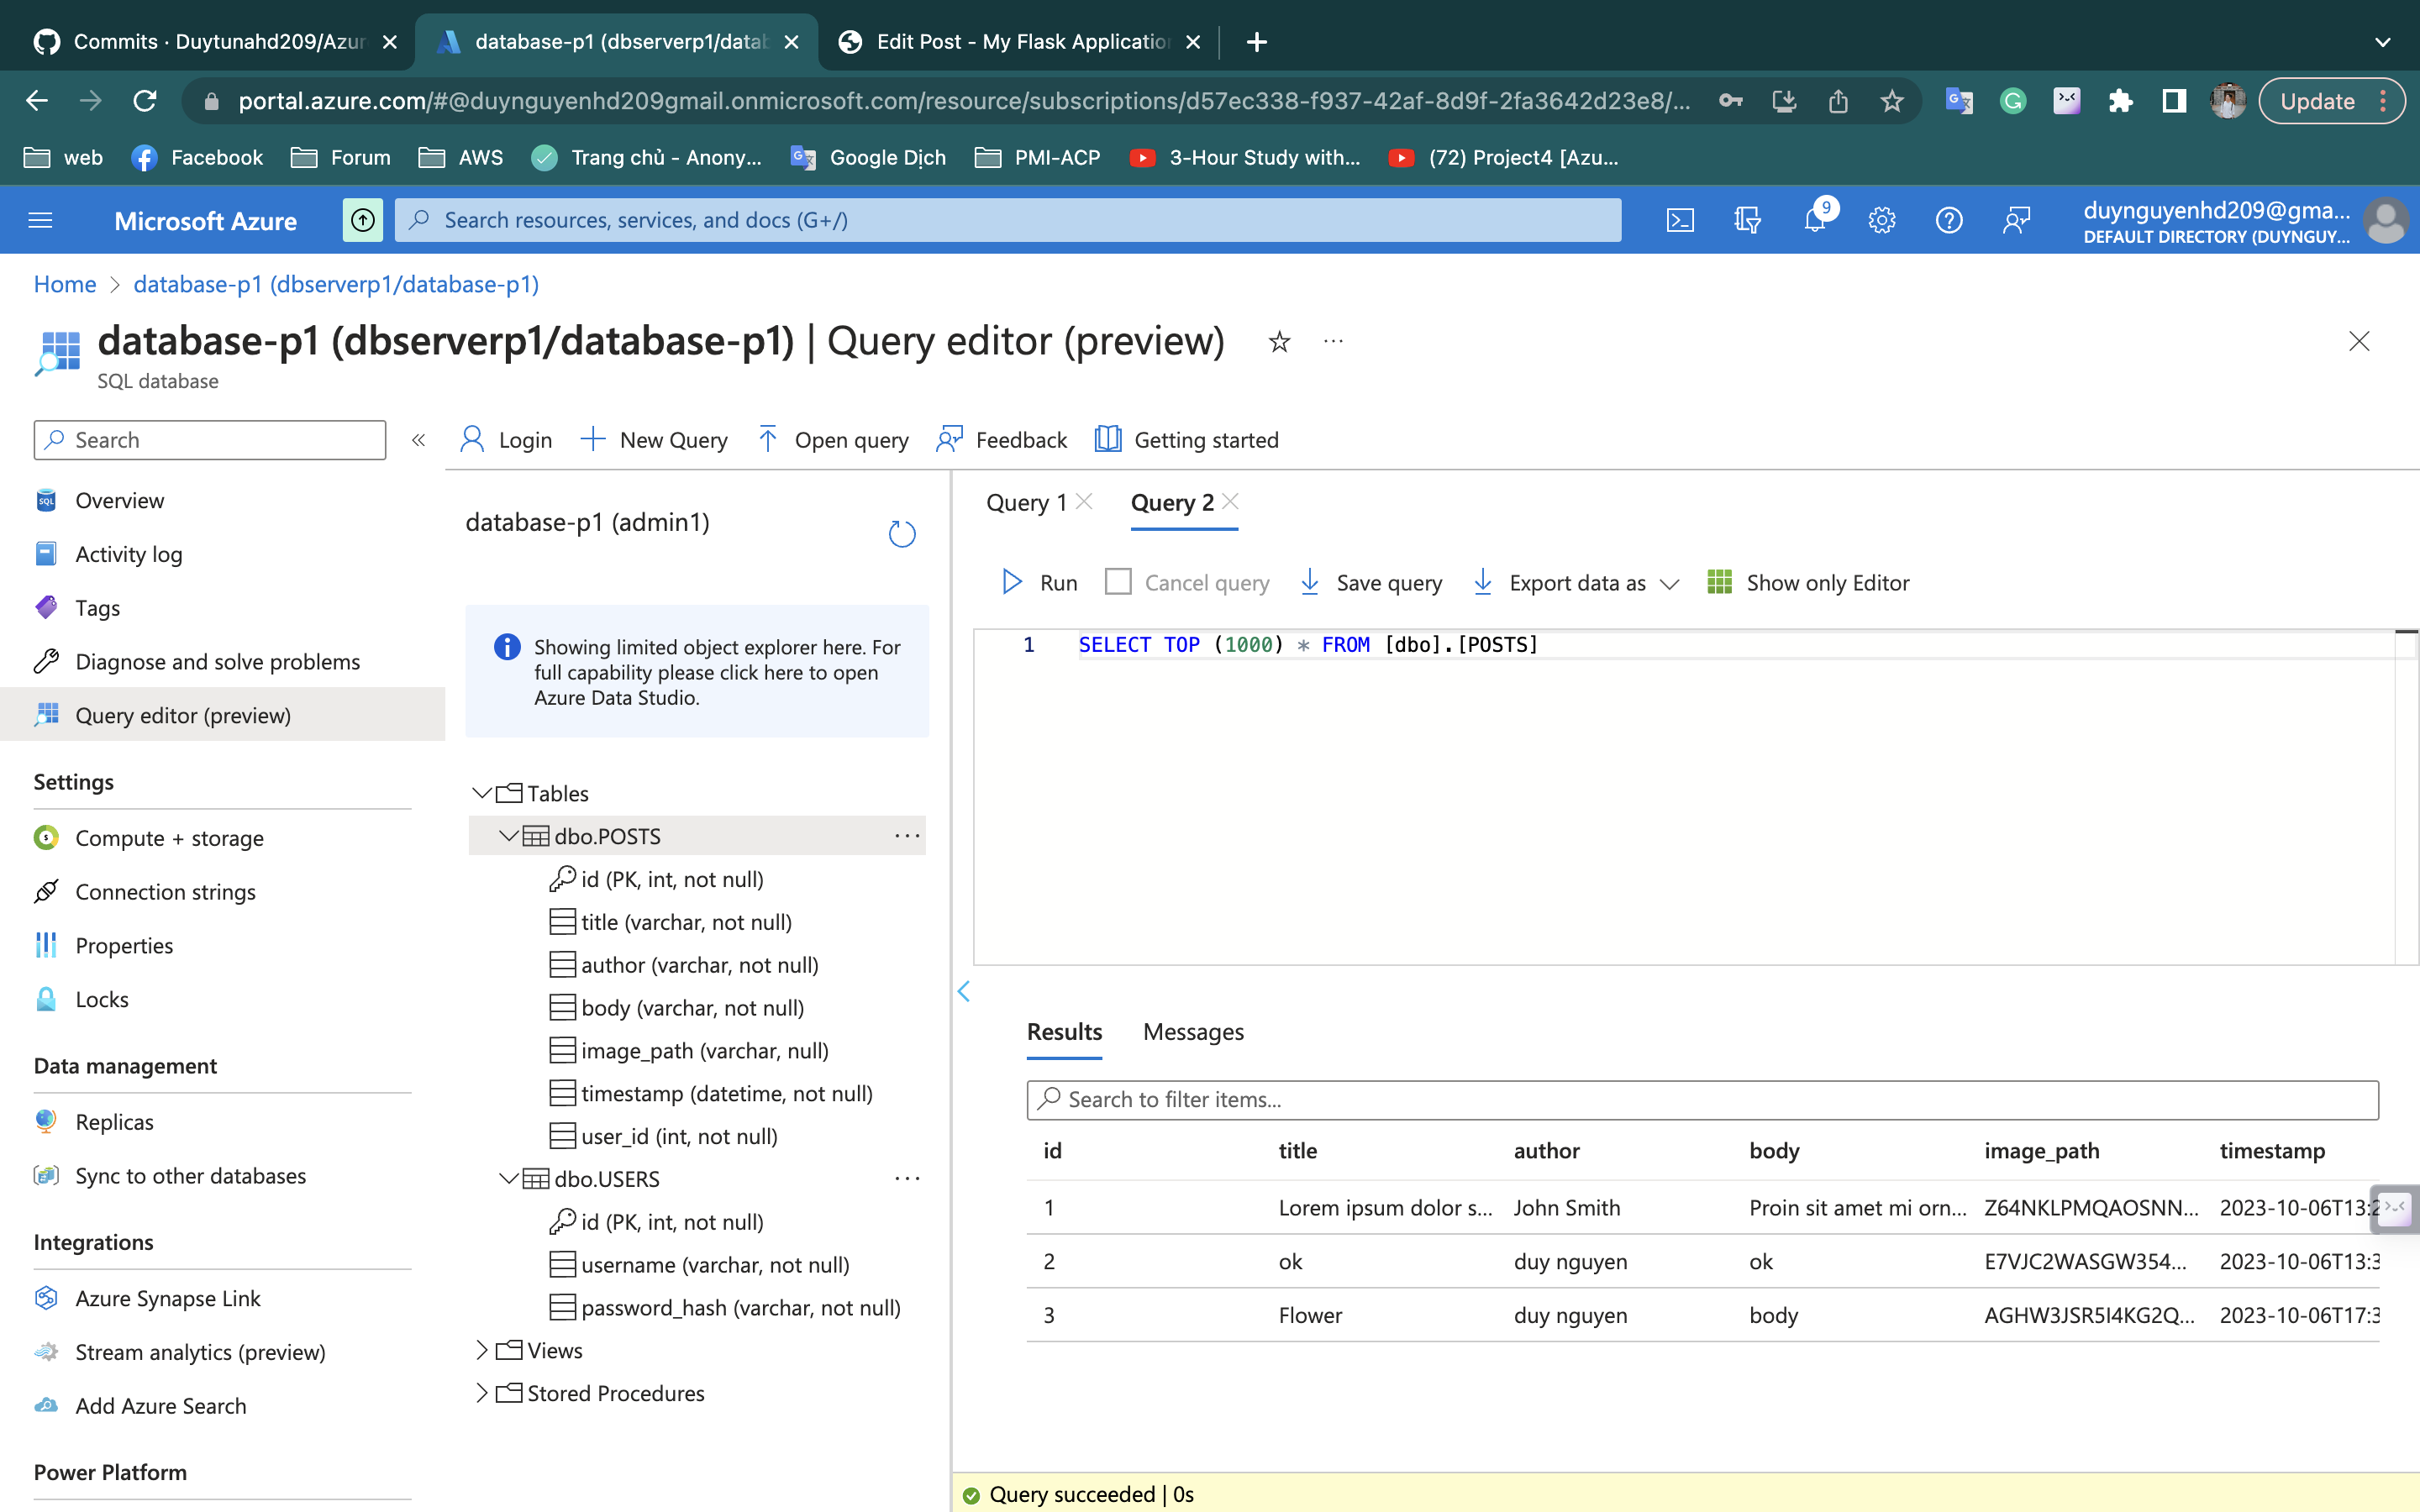 Commits · Duytunahd209/Azur
database-p1 (dbserverp1/datab
Edit Post - My Flask Application
portal.azure.com/#@duynguyenhd209gmail.onmicrosoft.com/resource/subscriptions/d57ec338-f937-42af-8d9f-2fa3642d23e8/...
Update
web
Facebook
Forum
AWS
Trang chủ - Anony...
Google Dịch
PMI-ACP
3-Hour Study with...
(72) Project4 [Azu...
Microsoft Azure
Search resources, services, and docs (G+/)
9
duynguyenhd209@gma...
DEFAULT DIRECTORY (DUYNGUY...
Home > database-p1 (dbserverp1/database-p1)
database-p1 (dbserverp1/database-p1) | Query editor (preview)
SQL database
Search
Overview
Activity log
Tags
Diagnose and solve problems
Query editor (preview)
Settings
Compute + storage
Connection strings
Properties
Locks
Data management
Replicas
Sync to other databases
Integrations
Azure Synapse Link
Stream analytics (preview)
Add Azure Search
Power Platform
Login
New Query
Open query
Feedback
Getting started
database-p1 (admin1)
Showing limited object explorer here. For
full capability please click here to open
Azure Data Studio.
Tables
dbo.POSTS
id (PK, int, not null)
title (varchar, not null)
author (varchar, not null)
body (varchar, not null)
image_path (varchar, null)
timestamp (datetime, not null)
user_id (int, not null)
dbo.USERS
id (PK, int, not null)
username (varchar, not null)
password_hash (varchar, not null)
Views
Stored Procedures
Query 1
Query 2
Run
Cancel query
Save query
Export data as
Show only Editor
1 SELECT TOP (1000) * FROM [dbo].[POSTS]
Results
Messages
Search to filter items...
id title author body image_path timestamp
1 Lorem ipsum dolor s... John Smith Proin sit amet mi orn... Z64NKLPMQAOSNN... 2023-10-06T13:2
2 ok duy nguyen ok E7VJC2WASGW354... 2023-10-06T13:3
3 Flower duy nguyen body AGHW3JSR5I4KG2Q... 2023-10-06T17:3
Query succeeded | 0s